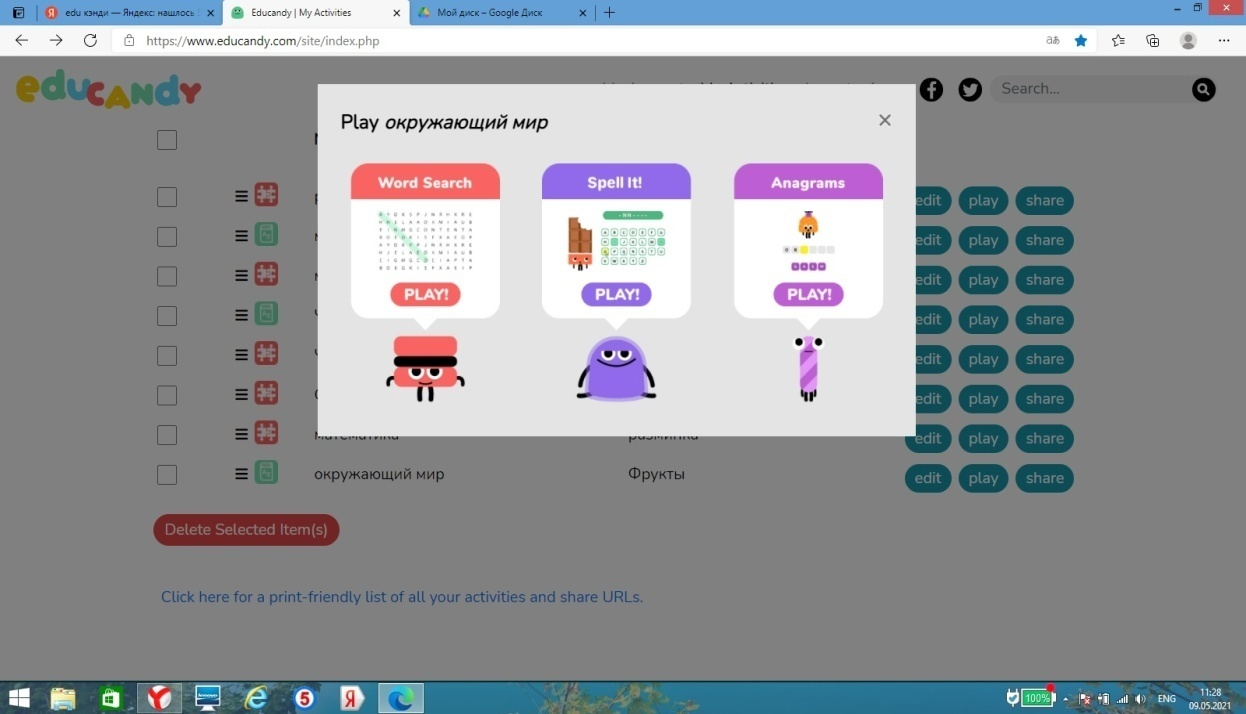 edu кэнди — Яндекс: нашлось
Educandy | My Activities
Мой диск – Google Диск
https://www.educandy.com/site/index.php
educandy
Search...
Play окружающий мир
Word Search
Spell It!
Anagrams
PLAY!
PLAY!
PLAY!
edit play share
edit play share
edit play share
edit play share
edit play share
edit play share
математика разминка edit play share
окружающий мир Фрукты edit play share
Delete Selected Item(s)
Click here for a print-friendly list of all your activities and share URLs.
100%
ENG
11:28
09.05.2021